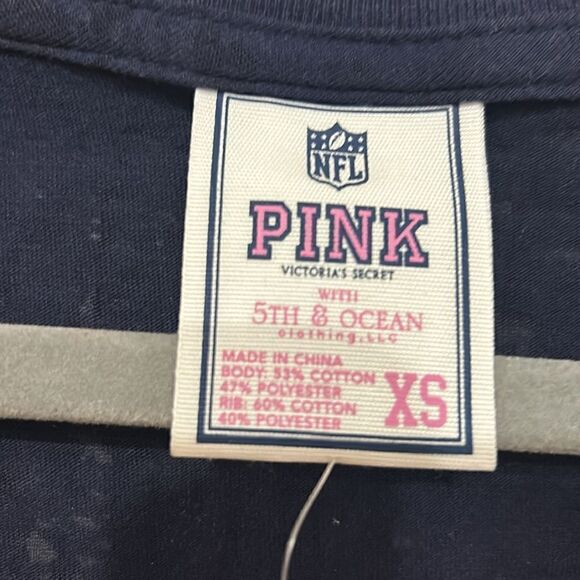 NFL
PINK
VICTORIA'S SECRET
WITH
5TH & OCEAN
clothing, LLC
MADE IN CHINA
BODY: 53% COTTON
47% POLYESTER
RIB: 60% COTTON
40% POLYESTER
XS